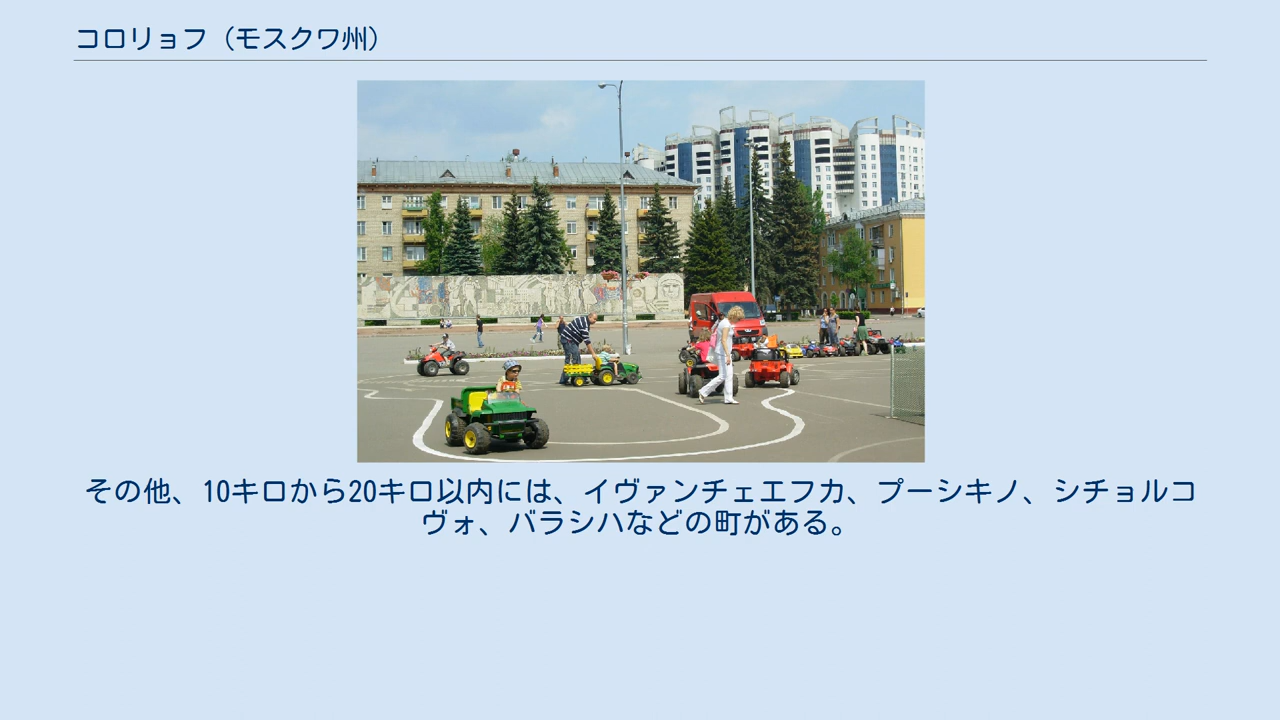 コロリョフ（モスクワ州）
その他、10キロから20キロ以内には、イヴァンチェエフカ、プーシキノ、シチョルコ
ヴォ、バラシハなどの町がある。